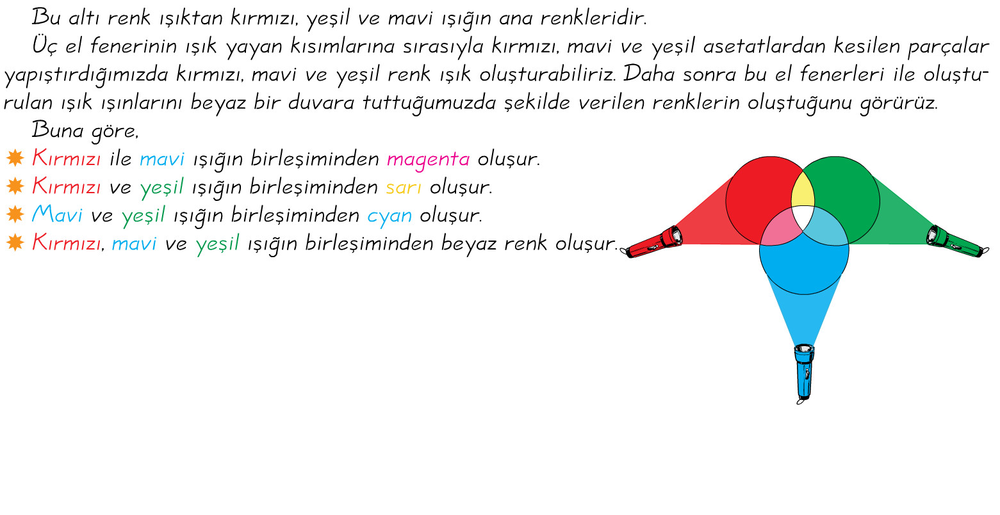 Bu altı renk ışıktan kırmızı, yeşil ve mavi ışığın ana renkleridir.
Üç el fenerinin ışık yayan kısımlarına sırasıyla kırmızı, mavi ve yeşil asetatlardan kesilen parçalar
yapıştırdığımızda kırmızı, mavi ve yeşil renk ışık oluşturabiliriz. Daha sonra bu el fenerleri ile oluştu-
rulan ışık ışınlarını beyaz bir duvara tuttuğumuzda şekilde verilen renklerin oluştuğunu görürüz.
Buna göre,
Kırmızı ile mavi ışığın birleşiminden magenta oluşur.
Kırmızı ve yeşil ışığın birleşiminden sarı oluşur.
Mavi ve yeşil ışığın birleşiminden cyan oluşur.
Kırmızı, mavi ve yeşil ışığın birleşiminden beyaz renk oluşur.